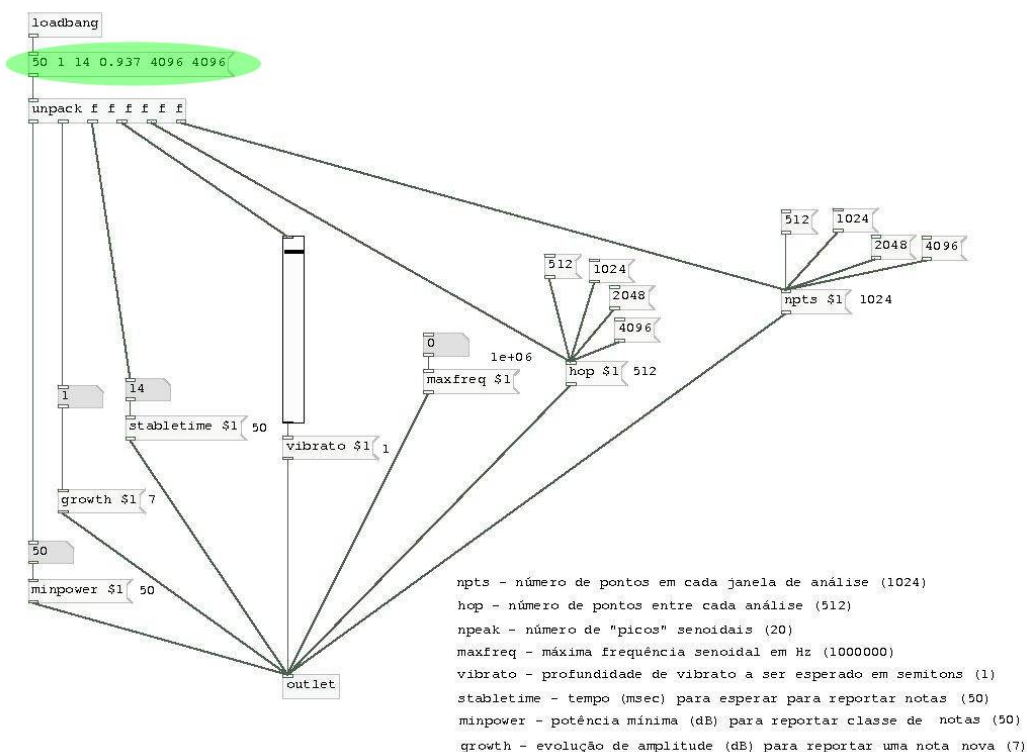 loadbang
50 1 14 0.937 4096 4096
unpack f f f f f f
512
1024
2048
4096
npts $1
1024
512
1024
2048
4096
hop $1
512
0
1e+06
maxfreq $1
1
14
stabletime $1
50
vibrato $1
1
growth $1
7
50
minpower $1
50
outlet
npts - número de pontos em cada janela de análise (1024)
hop - número de pontos entre cada análise (512)
npeak - número de "picos" senoidais (20)
maxfreq - máxima frequência senoidal em Hz (1000000)
vibrato - profundidade de vibrato a ser esperado em semitons (1)
stabletime - tempo (msec) para esperar para reportar notas (50)
minpower - potência mínima (dB) para reportar classe de notas (50)
growth - evolução de amplitude (dB) para reportar uma nota nova (7)